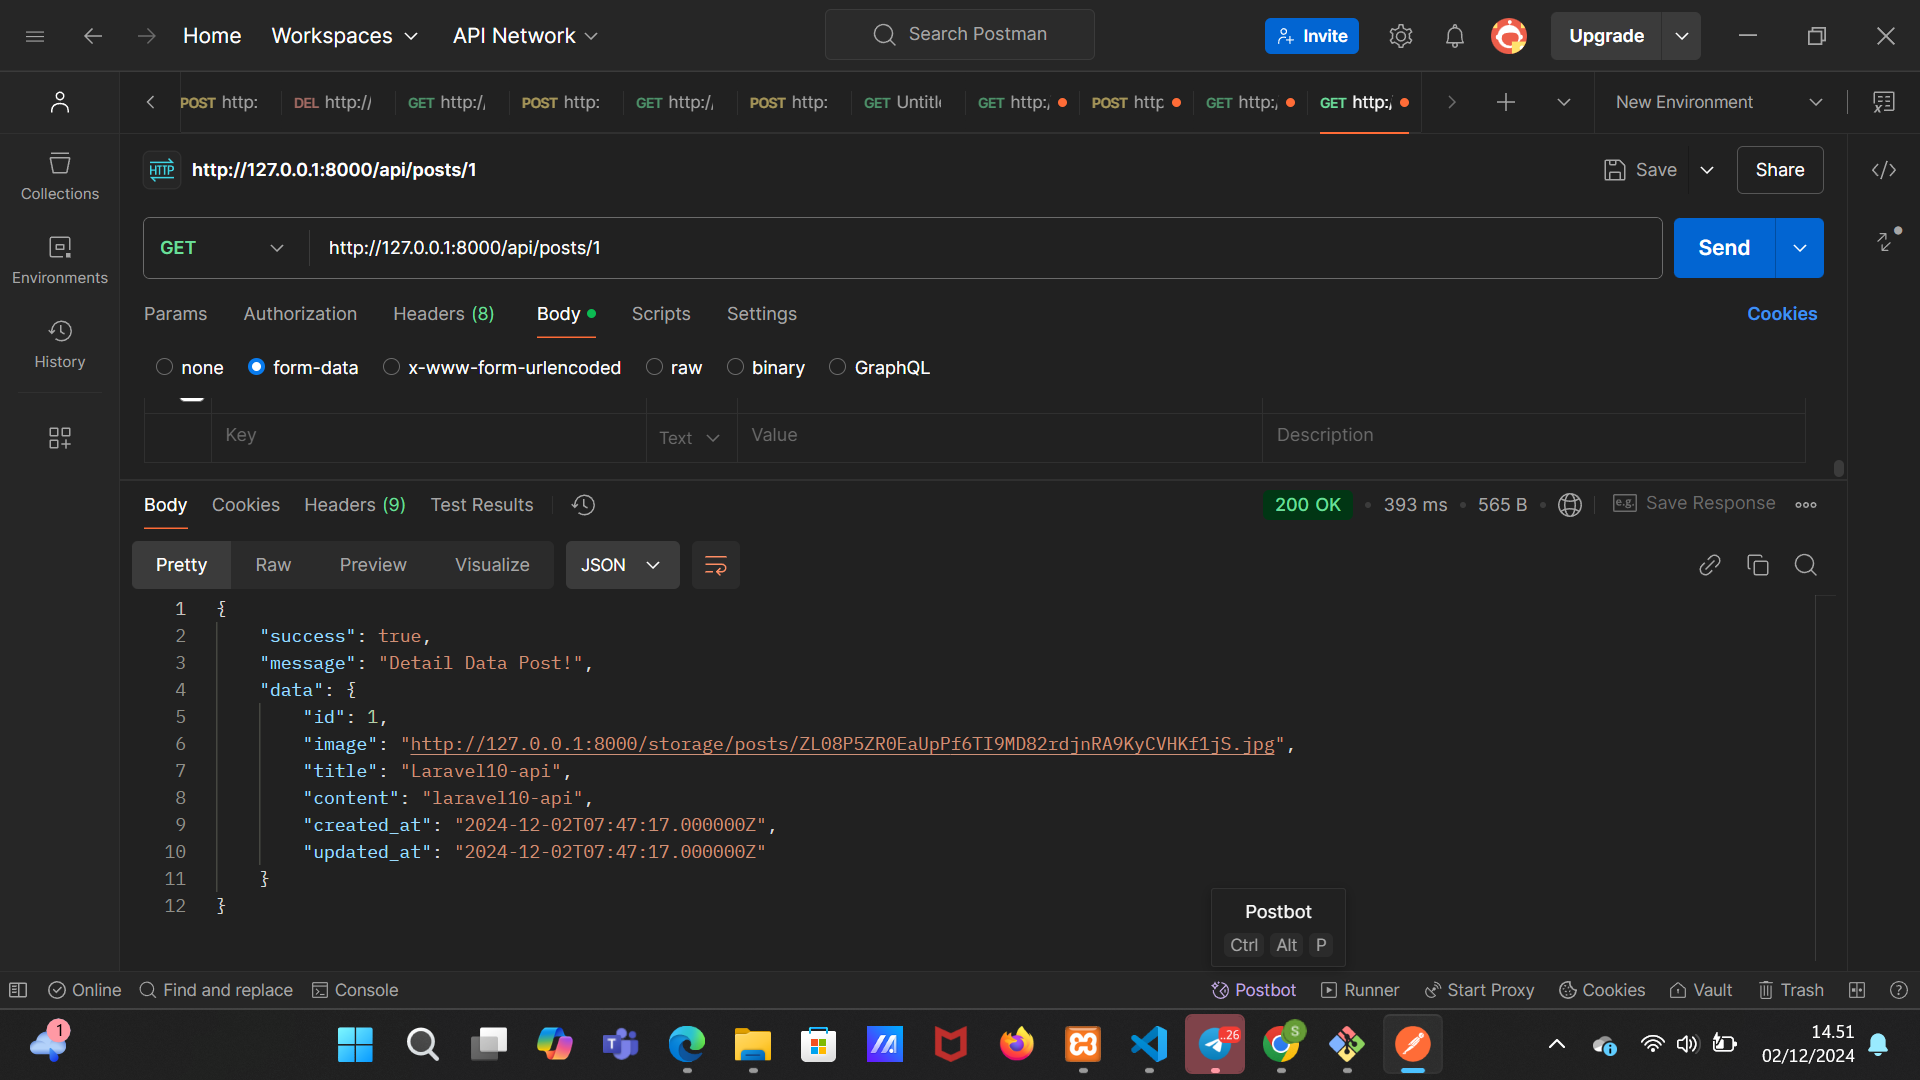 Home
Workspaces
API Network
Search Postman
Invite
Upgrade
POST http:
DEL http://
GET http:/
POST http:
GET http:/
POST http:
GET Untitl
GET http:
POST http
GET http:
GET http:
New Environment
HTTP
http://127.0.0.1:8000/api/posts/1
Save
Share
Collections
GET
http://127.0.0.1:8000/api/posts/1
Send
Environments
Params
Authorization
Headers (8)
Body
Scripts
Settings
Cookies
History
none
form-data
x-www-form-urlencoded
raw
binary
GraphQL
Key
Text
Value
Description
Body
Cookies
Headers (9)
Test Results
200 OK
393 ms
565 B
e.g.
Save Response
Pretty
Raw
Preview
Visualize
JSON
1 {
2 "success": true,
3 "message": "Detail Data Post!",
4 "data": {
5 "id": 1,
6 "image": "http://127.0.0.1:8000/storage/posts/ZL08P5ZR0EaUpPf6TI9MD82rdjnRA9KyCVHKf1jS.jpg",
7 "title": "Laravel10-api",
8 "content": "laravel10-api",
9 "created_at": "2024-12-02T07:47:17.000000Z",
10 "updated_at": "2024-12-02T07:47:17.000000Z"
11 }
12 }
Postbot
Ctrl Alt P
Online
Find and replace
Console
Postbot
Runner
Start Proxy
Cookies
Vault
Trash
1
T
..26
S
14.51
02/12/2024